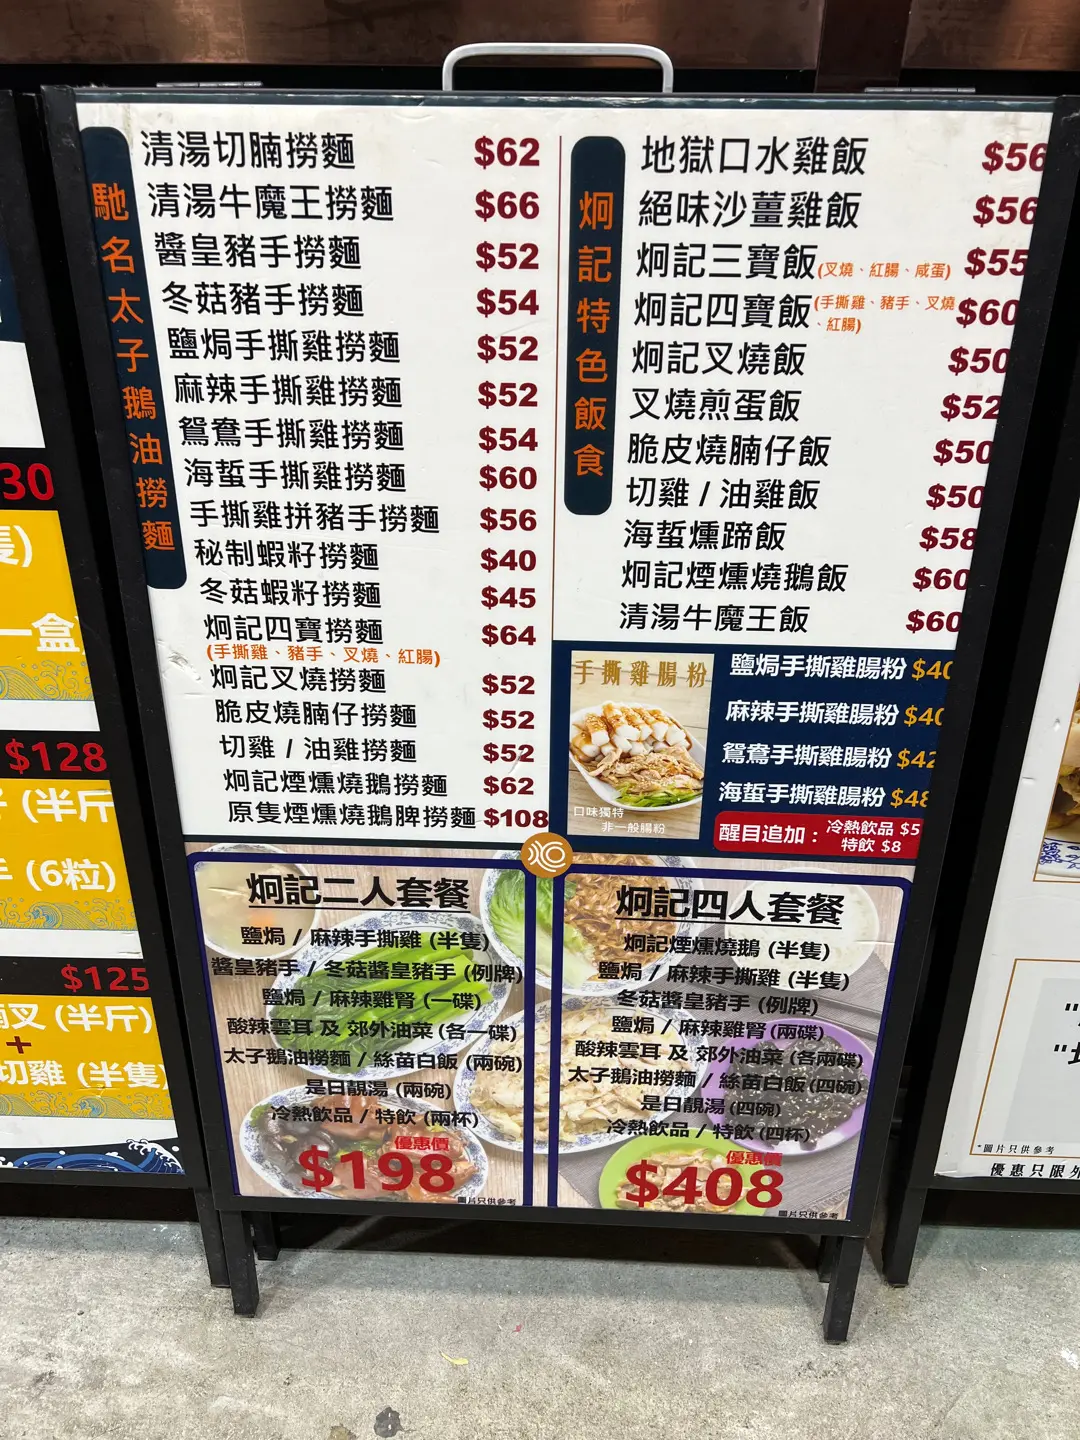 馳名太子鵝油撈麵
清湯切腩撈麵 $62
清湯牛魔王撈麵 $66
醬皇豬手撈麵 $52
冬菇豬手撈麵 $54
鹽焗手撕雞撈麵 $52
麻辣手撕雞撈麵 $52
鴛鴦手撕雞撈麵 $54
海蜇手撕雞撈麵 $60
手撕雞拼豬手撈麵 $56
秘制蝦籽撈麵 $40
冬菇蝦籽撈麵 $45
炯記四寶撈麵 $64
(手撕雞、豬手、叉燒、紅腸)
炯記叉燒撈麵 $52
脆皮燒腩仔撈麵 $52
切雞 / 油雞撈麵 $52
炯記煙燻燒鵝撈麵 $62
原隻煙燻燒鵝脾撈麵 $108
炯記特色飯食
地獄口水雞飯 $56
絕味沙薑雞飯 $56
炯記三寶飯 (叉燒、紅腸、咸蛋) $55
炯記四寶飯 (手撕雞、豬手、叉燒、紅腸) $60
炯記叉燒飯 $50
叉燒煎蛋飯 $52
脆皮燒腩仔飯 $50
切雞 / 油雞飯 $50
海蜇燻蹄飯 $58
炯記煙燻燒鵝飯 $60
清湯牛魔王飯 $60
手撕雞腸粉
口味獨特
非一般腸粉
鹽焗手撕雞腸粉 $40
麻辣手撕雞腸粉 $40
鴛鴦手撕雞腸粉 $42
海蜇手撕雞腸粉 $48
醒目追加：冷熱飲品 $5
特飲 $8
炯記二人套餐
鹽焗 / 麻辣手撕雞 (半隻)
醬皇豬手 / 冬菇醬皇豬手 (例牌)
鹽焗 / 麻辣雞腎 (一碟)
酸辣雲耳 及 郊外油菜 (各一碟)
太子鵝油撈麵 / 絲苗白飯 (兩碗)
是日靚湯 (兩碗)
冷熱飲品 / 特飲 (兩杯)
優惠價
$198
圖片只供參考
炯記四人套餐
炯記煙燻燒鵝 (半隻)
鹽焗 / 麻辣手撕雞 (半隻)
冬菇醬皇豬手 (例牌)
鹽焗 / 麻辣雞腎 (兩碟)
酸辣雲耳 及 郊外油菜 (各兩碟)
太子鵝油撈麵 / 絲苗白飯 (四碗)
是日靚湯 (四碗)
冷熱飲品 / 特飲 (四杯)
優惠價
$408
圖片只供參考
30
隻)
一盒
$128
(半斤)
(6粒)
$125
叉 (半斤)
+
切雞 (半隻)
*圖片只供參考
優惠只限外